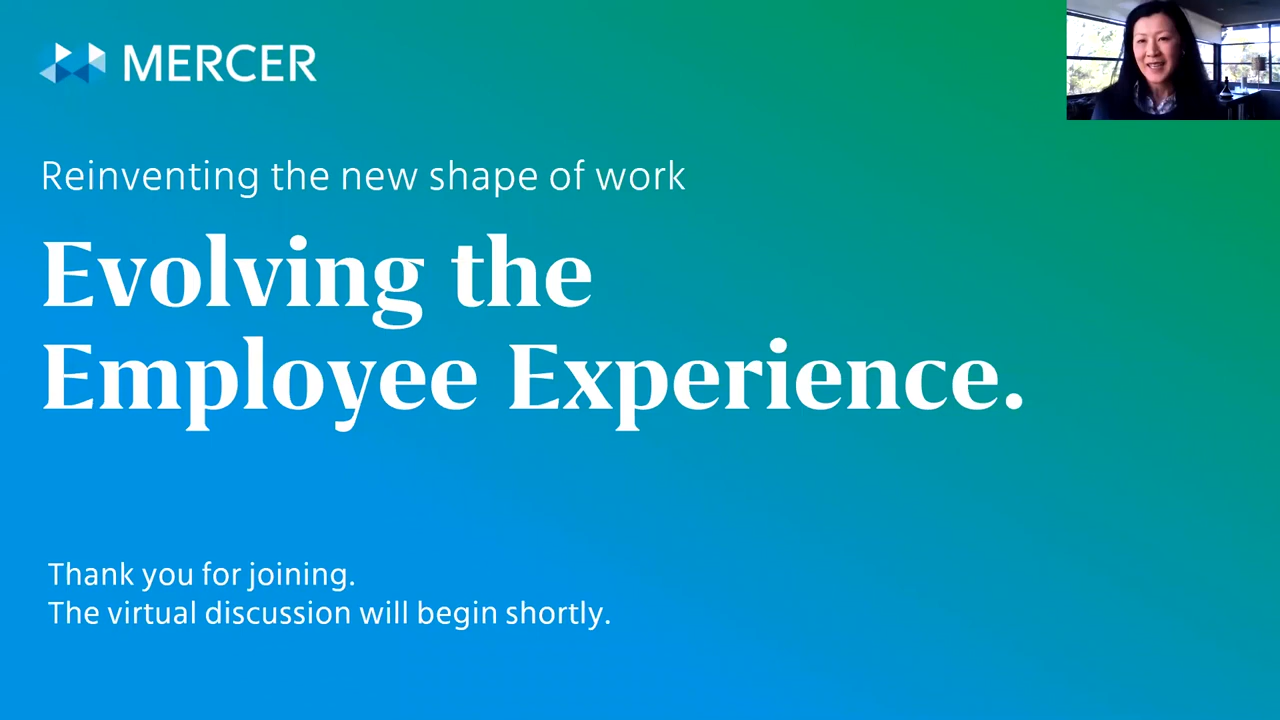 MERCER
Reinventing the new shape of work
Evolving the
Employee Experience.
Thank you for joining.
The virtual discussion will begin shortly.